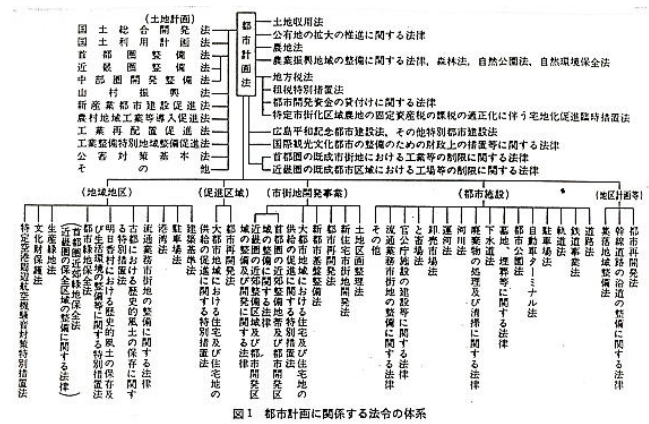 (土地計画)
国土総合開発法
国土利用計画法
首都圏整備法
近畿圏整備法
中部圏開発整備法
山村振興法
新産業都市建設促進法
農村地域工業等導入促進法
工業再配置促進法
工業整備特別地域整備促進法
公害対策基本法
その他
都市計画法
土地収用法
公有地の拡大の推進に関する法律
農地法
農業振興地域の整備に関する法律、森林法、自然公園法、自然環境保全法
地方税法
租税特別措置法
都市開発資金の貸付けに関する法律
特定市街化区域農地の固定資産税の課税の適正化に伴う宅地化促進臨時措置法
広島平和記念都市建設法、その他特別都市建設法
国際観光文化都市の整備のための財政上の措置等に関する法律
首都圏の既成市街地における工業等の制限に関する法律
近畿圏の既成都市区域における工場等の制限に関する法律
(地区計画等)
都市再開発法
幹線道路の沿道の整備に関する法律
集落地域整備法
(都市施設)
道路法
鉄道事業法
軌道法
駐車場法
自動車ターミナル法
都市公園法
墓地、埋葬等に関する法律
下水道法
廃棄物の処理及び清掃に関する法律
河川法
運河法
卸売市場法
と畜場法
官公庁施設の建設等に関する法律
流通業務市街地の整備に関する法律
その他
(市街地開発事業)
土地区画整理法
新住宅市街地開発法
新都市基盤整備法
大都市地域における住宅及び住宅地の
供給の促進に関する特別措置法
首都圏の近郊整備地帯及び都市開発区
域の整備に関する法律
近畿圏の近郊整備区域及び都市開発区
域の整備及び開発に関する法律
(促進区域)
都市再開発法
大都市地域における住宅及び住宅地の
供給の促進に関する特別措置法
(地域地区)
建築基準法
駐車場法
港湾法
流通業務市街地の整備に関する法律
古都における歴史的風土の保存に関す
る特別措置法
明日香村における歴史的風土の保存及
び生活環境の整備等に関する特別措置法
都市緑地保全法
(首都圏近郊緑地保全法
近畿圏の保全区域の整備に関する法律)
生産緑地法
文化財保護法
特定空港周辺航空機騒音対策特別措置法
図1 都市計画に関係する法令の体系